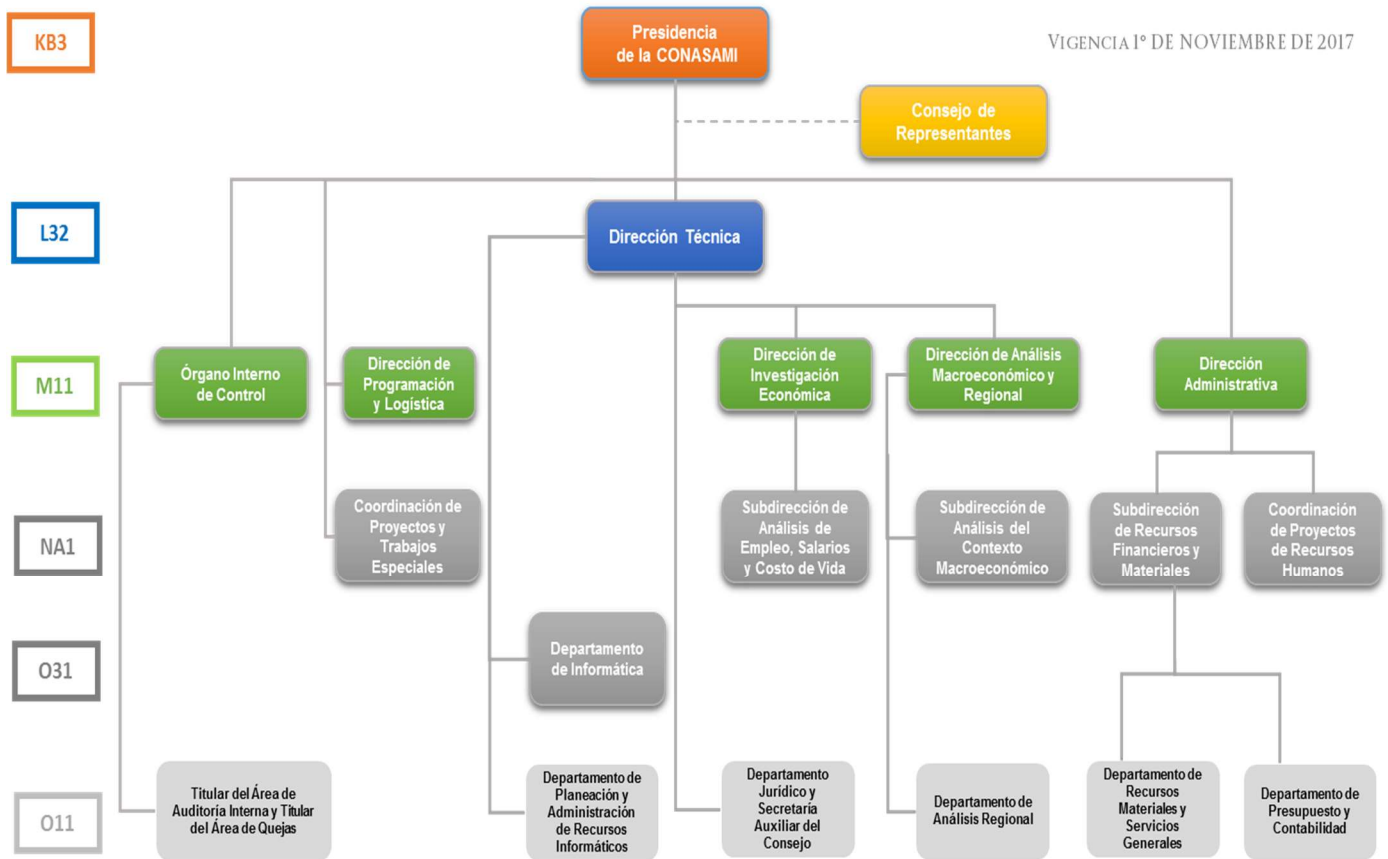 KB3
Presidencia
de la CONASAMI
VIGENCIA 1° DE NOVIEMBRE DE 2017
Consejo de
Representantes
L32
Dirección Técnica
M11
Órgano Interno
de Control
Dirección de
Programación
y Logística
Dirección de
Investigación
Económica
Dirección de Análisis
Macroeconómico y
Regional
Dirección
Administrativa
NA1
Coordinación de
Proyectos y
Trabajos
Especiales
Subdirección de
Análisis de
Empleo, Salarios
y Costo de Vida
Subdirección de
Análisis del
Contexto
Macroeconómico
Subdirección
de Recursos
Financieros y
Materiales
Coordinación
de Proyectos
de Recursos
Humanos
O31
Departamento
de Informática
O11
Titular del Área de
Auditoría Interna y Titular
del Área de Quejas
Departamento de
Planeación y
Administración
de Recursos
Informáticos
Departamento
Jurídico y
Secretaría
Auxiliar del
Consejo
Departamento de
Análisis Regional
Departamento de
Recursos
Materiales y
Servicios
Generales
Departamento de
Presupuesto y
Contabilidad